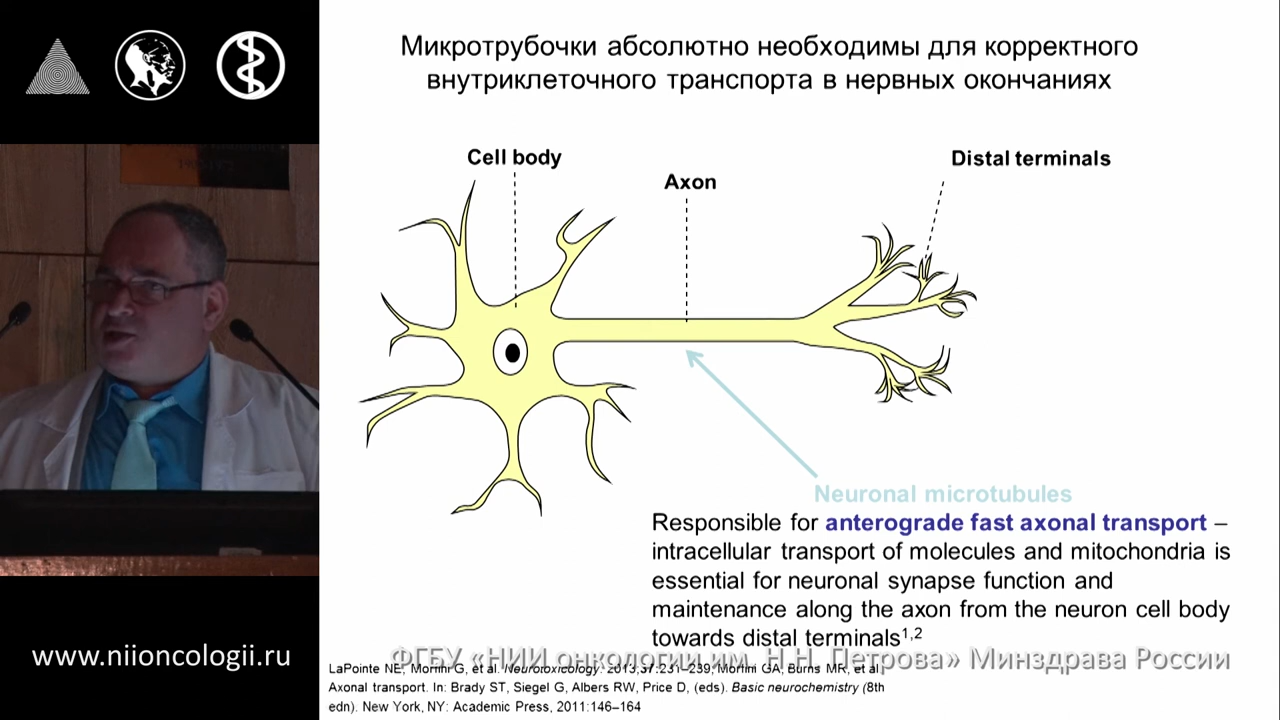 Микротрубочки абсолютно необходимы для корректного
внутриклеточного транспорта в нервных окончаниях
Cell body
Axon
Distal terminals
Neuronal microtubules
Responsible for anterograde fast axonal transport –
intracellular transport of molecules and mitochondria is
essential for neuronal synapse function and
maintenance along the axon from the neuron cell body
towards distal terminals1,2
www.niioncologii.ru
ФГБУ «НИИ онкологии им. Н.Н. Петрова» Минздрава России
LaPointe NE, Morfini G, et al. Neurotoxicology. 2013;37:231–239; Morfini GA, Burns MR, et al.
Axonal transport. In: Brady ST, Siegel G, Albers RW, Price D, (eds). Basic neurochemistry (8th
edn). New York, NY: Academic Press, 2011:146–164